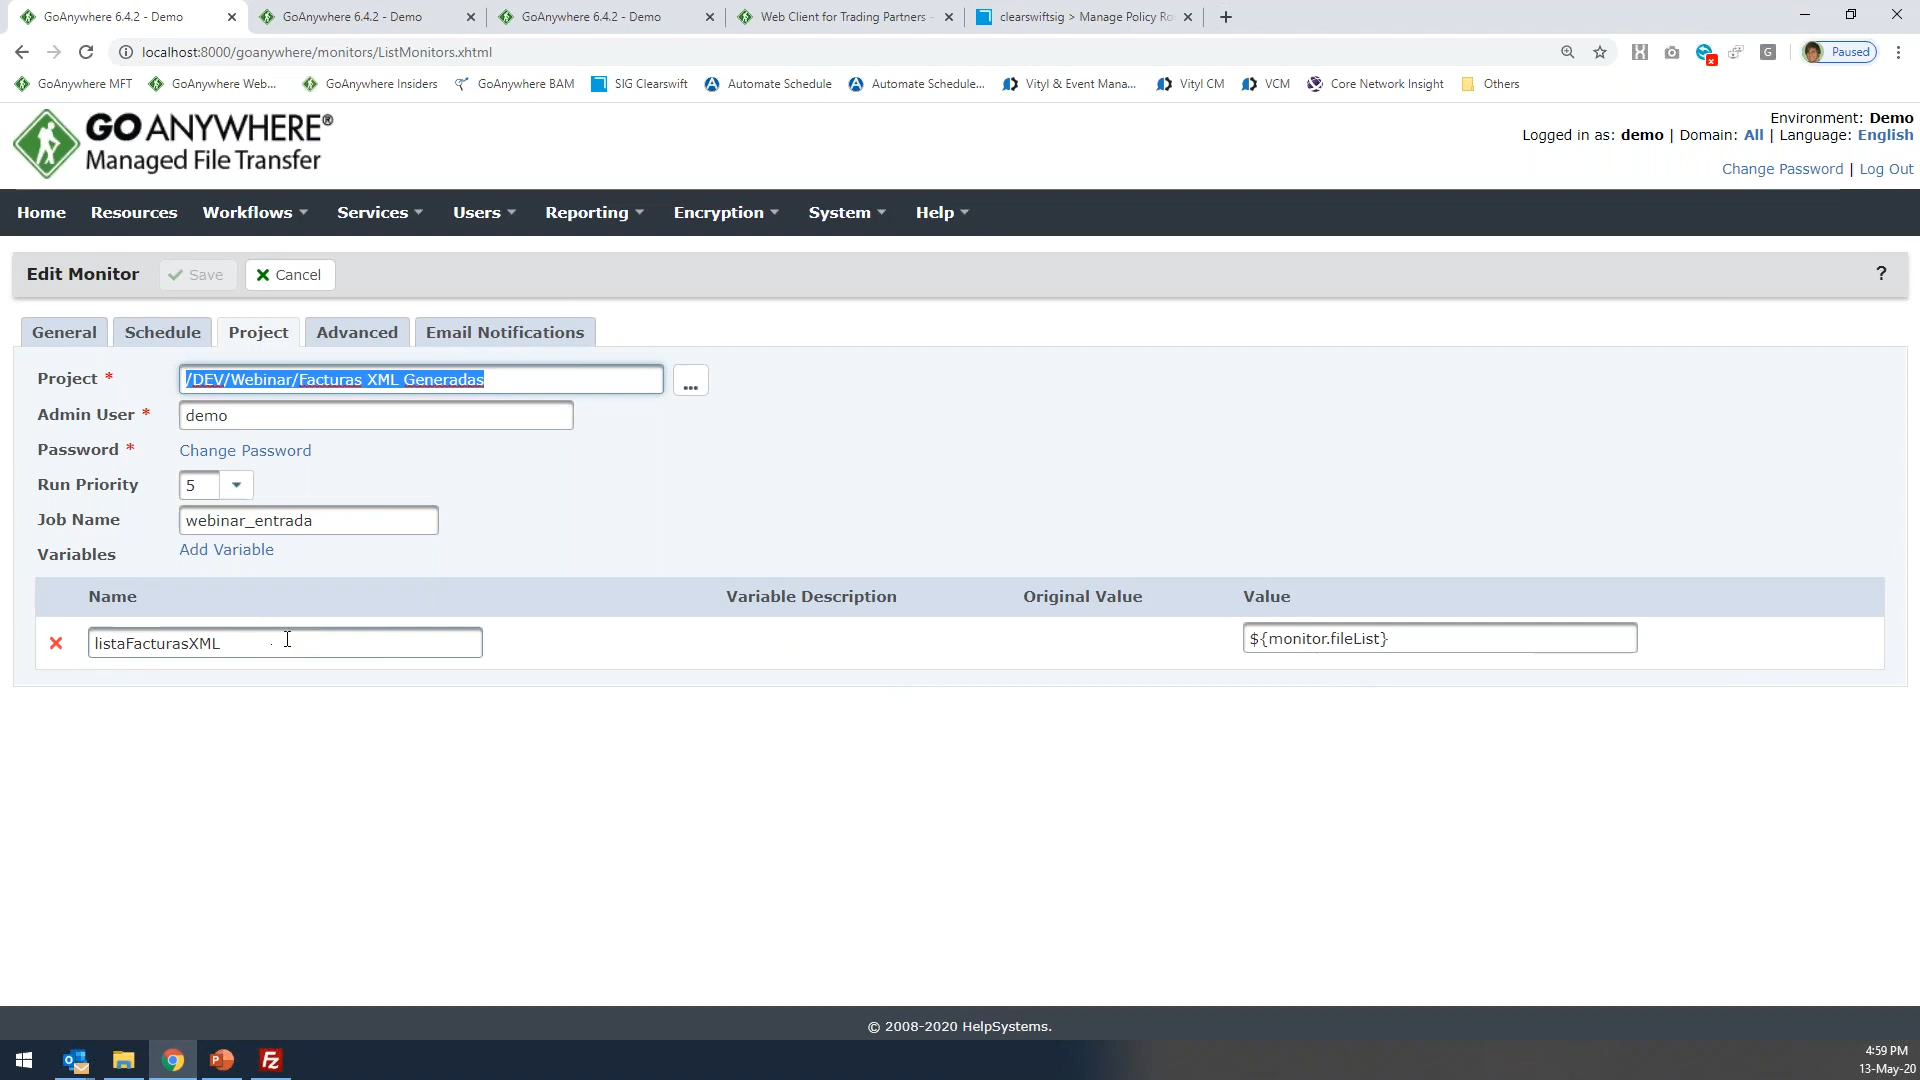 GoAnywhere 6.4.2 - Demo
GoAnywhere 6.4.2 - Demo
GoAnywhere 6.4.2 - Demo
Web Client for Trading Partners -
clearswiftsig > Manage Policy Ro
localhost:8000/goanywhere/monitors/ListMonitors.xhtml
Paused
GoAnywhere MFT
GoAnywhere Web...
GoAnywhere Insiders
GoAnywhere BAM
SIG Clearswift
Automate Schedule
Automate Schedule...
Vityl & Event Mana...
Vityl CM
VCM
Core Network Insight
Others
GO ANYWHERE®
Managed File Transfer
Environment: Demo
Logged in as: demo | Domain: All | Language: English
Change Password | Log Out
Home Resources Workflows Services Users Reporting Encryption System Help
Edit Monitor Save Cancel ?
General Schedule Project Advanced Email Notifications
Project * /DEV/Webinar/Facturas XML Generadas ...
Admin User * demo
Password * Change Password
Run Priority 5
Job Name webinar_entrada
Variables Add Variable
Name Variable Description Original Value Value
listaFacturasXML ${monitor.fileList}
© 2008-2020 HelpSystems.
4:59 PM
13-May-20